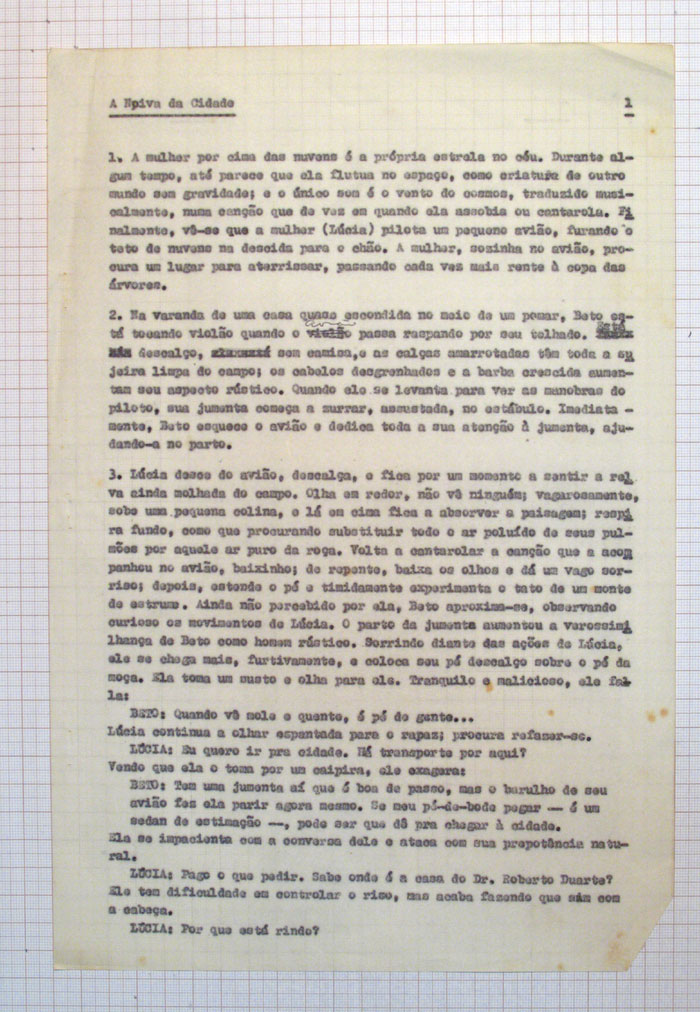 A Noiva da Cidade 1
1. A mulher por cima das nuvens é a própria estrela no céu. Durante al-
gum tempo, até parece que ela flutua no espaço, como criatura de outro
mundo sem gravidade; e o único som é o vento do cosmos, traduzido musi-
calmente, numa canção que de vez em quando ela assobia ou cantarola. Fi
nalmente, vê-se que a mulher (Lúcia) pilota um pequeno avião, furando o
teto de nuvens na descida para o chão. A mulher, sozinha no avião, pro-
cura um lugar para aterrissar, passando cada vez mais rente à copa das
árvores.
2. Na varanda de uma casa quase escondida no meio de um pomar, Beto es-
tá tocando violão quando o avião passa raspando por seu telhado. Está
descalço, sem camisa,e as calças amarrotadas têm toda a su
jeira limpa do campo; os cabelos desgrenhados e a barba crescida aumen-
tam seu aspecto rústico. Quando ele se levanta para ver as manobras do
piloto, sua jumenta começa a zurrar, assustada, no estábulo. Imediata -
mente, Beto esquece o avião e dedica toda a sua atenção à jumenta, aju-
dando-a no parto.
3. Lúcia desce do avião, descalça, e fica por um momento a sentir a rel
va ainda molhada do campo. Olha em redor, não vê ninguém; vagarosamente,
sobe uma pequena colina, e lá em cima fica a observar a paisagem; respi
ra fundo, como que procurando substituir todo o ar poluído de seus pul-
mões por aquele ar puro da roça. Volta a cantarolar a canção que a acom
panhou no avião, baixinho; de repente, baixa os olhos e dá um vago sor-
riso; depois, estende o pé e timidamente experimenta o tato de um monte
de estrume. Ainda não percebido por ela, Beto aproxima-se, observando
curioso os movimentos de Lúcia. O parto da jumenta aumentou a verossimi
lhança de Beto como homem rústico. Sorrindo diante das ações de Lúcia,
ele se chega mais, furtivamente, e coloca seu pé descalço sobre o pé da
moça. Ela toma um susto e olha para ele. Tranquilo e malicioso, ele fal
la:
BETO: Quando vê mole e quente, é pé de gente...
Lúcia continua a olhar espantada para o rapaz; procura refazer-se.
LÚCIA: Eu quero ir pra cidade. Há transporte por aqui?
Vendo que ela o toma por um caipira, ele exagera:
BETO: Tem uma jumenta aí que é boa de passo, mas o barulho de seu
avião fez ela parir agora mesmo. Se meu pé-de-bode pegar — é um
sedan de estimação —, pode ser que dê pra chegar à cidade.
Ela se impacienta com a conversa dele e ataca com sua prepotência natu-
ral.
LÚCIA: Pago o que pedir. Sabe onde é a casa do Dr. Roberto Duarte?
Ele tem dificuldade em controlar o riso, mas acaba fazendo que sim com
a cabeça.
LÚCIA: Por que está rindo?